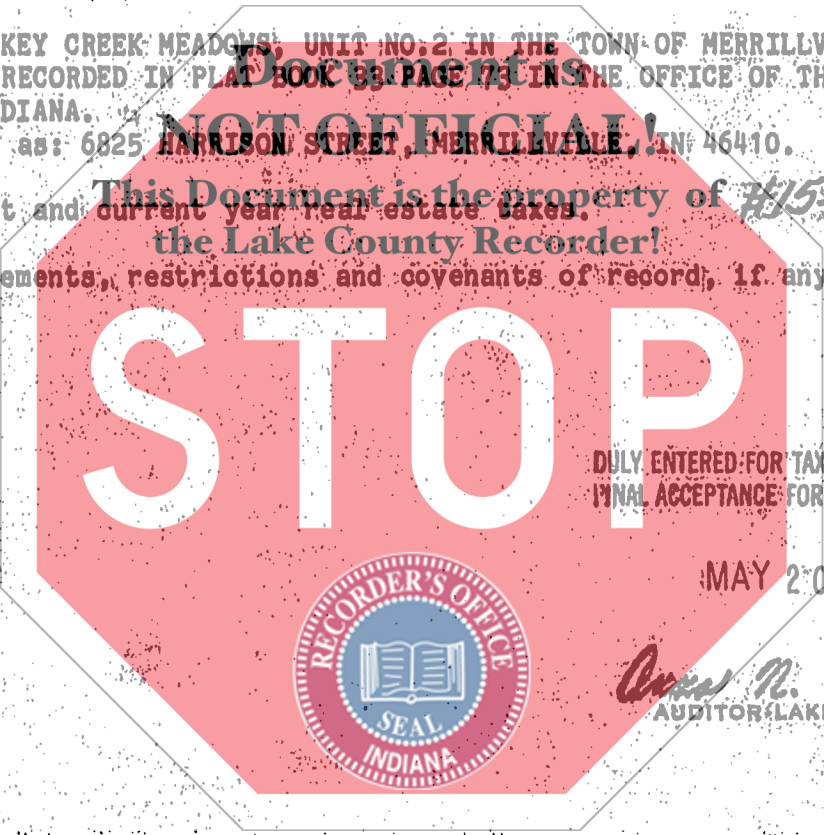 KEY CREEK MEADOWS, UNIT NO.2 IN THE TOWN OF MERRILLV
Document is
RECORDED IN PLAT BOOK 33 PAGE IN THE OFFICE OF TH
DIANA.
NOT OFFICIAL!
as: 6825 HARRISON STREET, MERRILLVILLE, IN 46410.
This Document is the property of
t and current year real estate taxes.
the Lake County Recorder!
ements, restrictions and covenants of record, if any
STOP
DULY ENTERED FOR TAX
FINAL ACCEPTANCE FOR
MAY 20
RECORDER'S OFFICE
SEAL
INDIANA
N.
AUDITOR LAKE